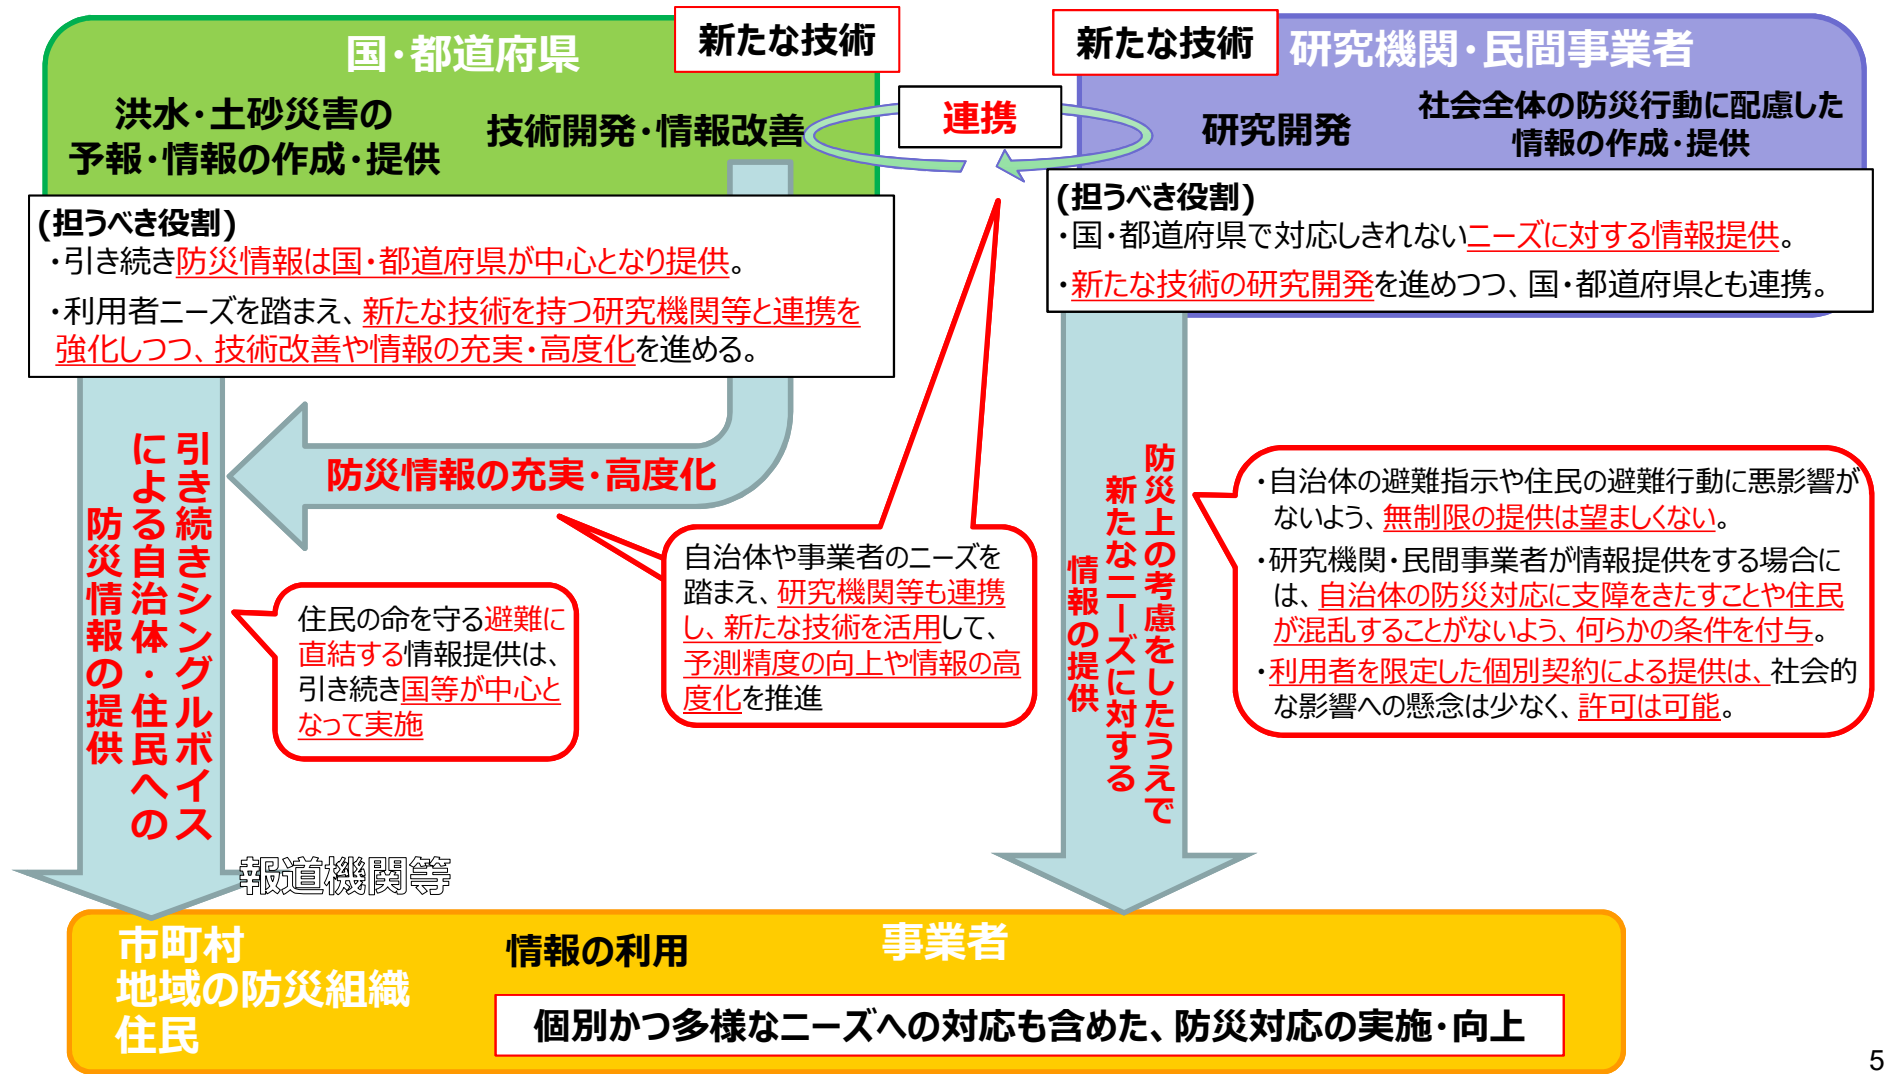 国・都道府県
新たな技術
洪水・土砂災害の
予報・情報の作成・提供
技術開発・情報改善
連携
新たな技術
研究機関・民間事業者
研究開発
社会全体の防災行動に配慮した
情報の作成・提供
(担うべき役割)
・引き続き防災情報は国・都道府県が中心となり提供。
・利用者ニーズを踏まえ、新たな技術を持つ研究機関等と連携を
強化しつつ、技術改善や情報の充実・高度化を進める。
(担うべき役割)
・国・都道府県で対応しきれないニーズに対する情報提供。
・新たな技術の研究開発を進めつつ、国・都道府県とも連携。
引き続きシングルボイス
による自治体・住民への
防災情報の提供
防災情報の充実・高度化
住民の命を守る避難に
直結する情報提供は、
引き続き国等が中心と
なって実施
自治体や事業者のニーズを
踏まえ、研究機関等も連携
し、新たな技術を活用して、
予測精度の向上や情報の高
度化を推進
防災上の考慮をしたうえで
新たなニーズに対する
情報の提供
・自治体の避難指示や住民の避難行動に悪影響が
ないよう、無制限の提供は望ましくない。
・研究機関・民間事業者が情報提供をする場合に
は、自治体の防災対応に支障をきたすことや住民
が混乱することがないよう、何らかの条件を付与。
・利用者を限定した個別契約による提供は、社会的
な影響への懸念は少なく、許可は可能。
報道機関等
市町村
地域の防災組織
住民
情報の利用
事業者
個別かつ多様なニーズへの対応も含めた、防災対応の実施・向上
5